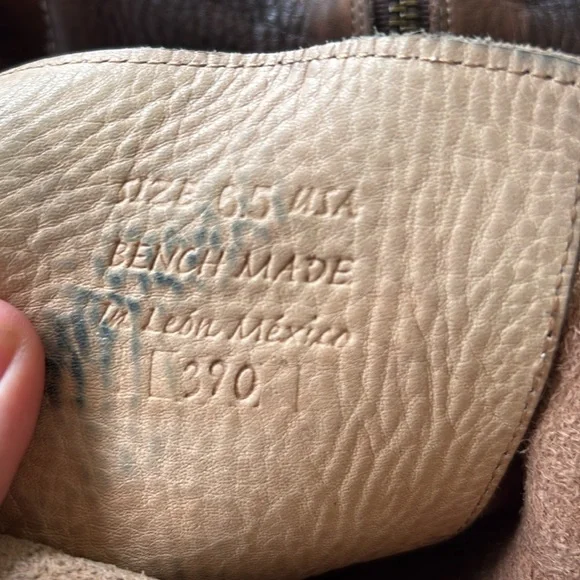 SIZE 6.5 USA
BENCH MADE
In León México
[390]